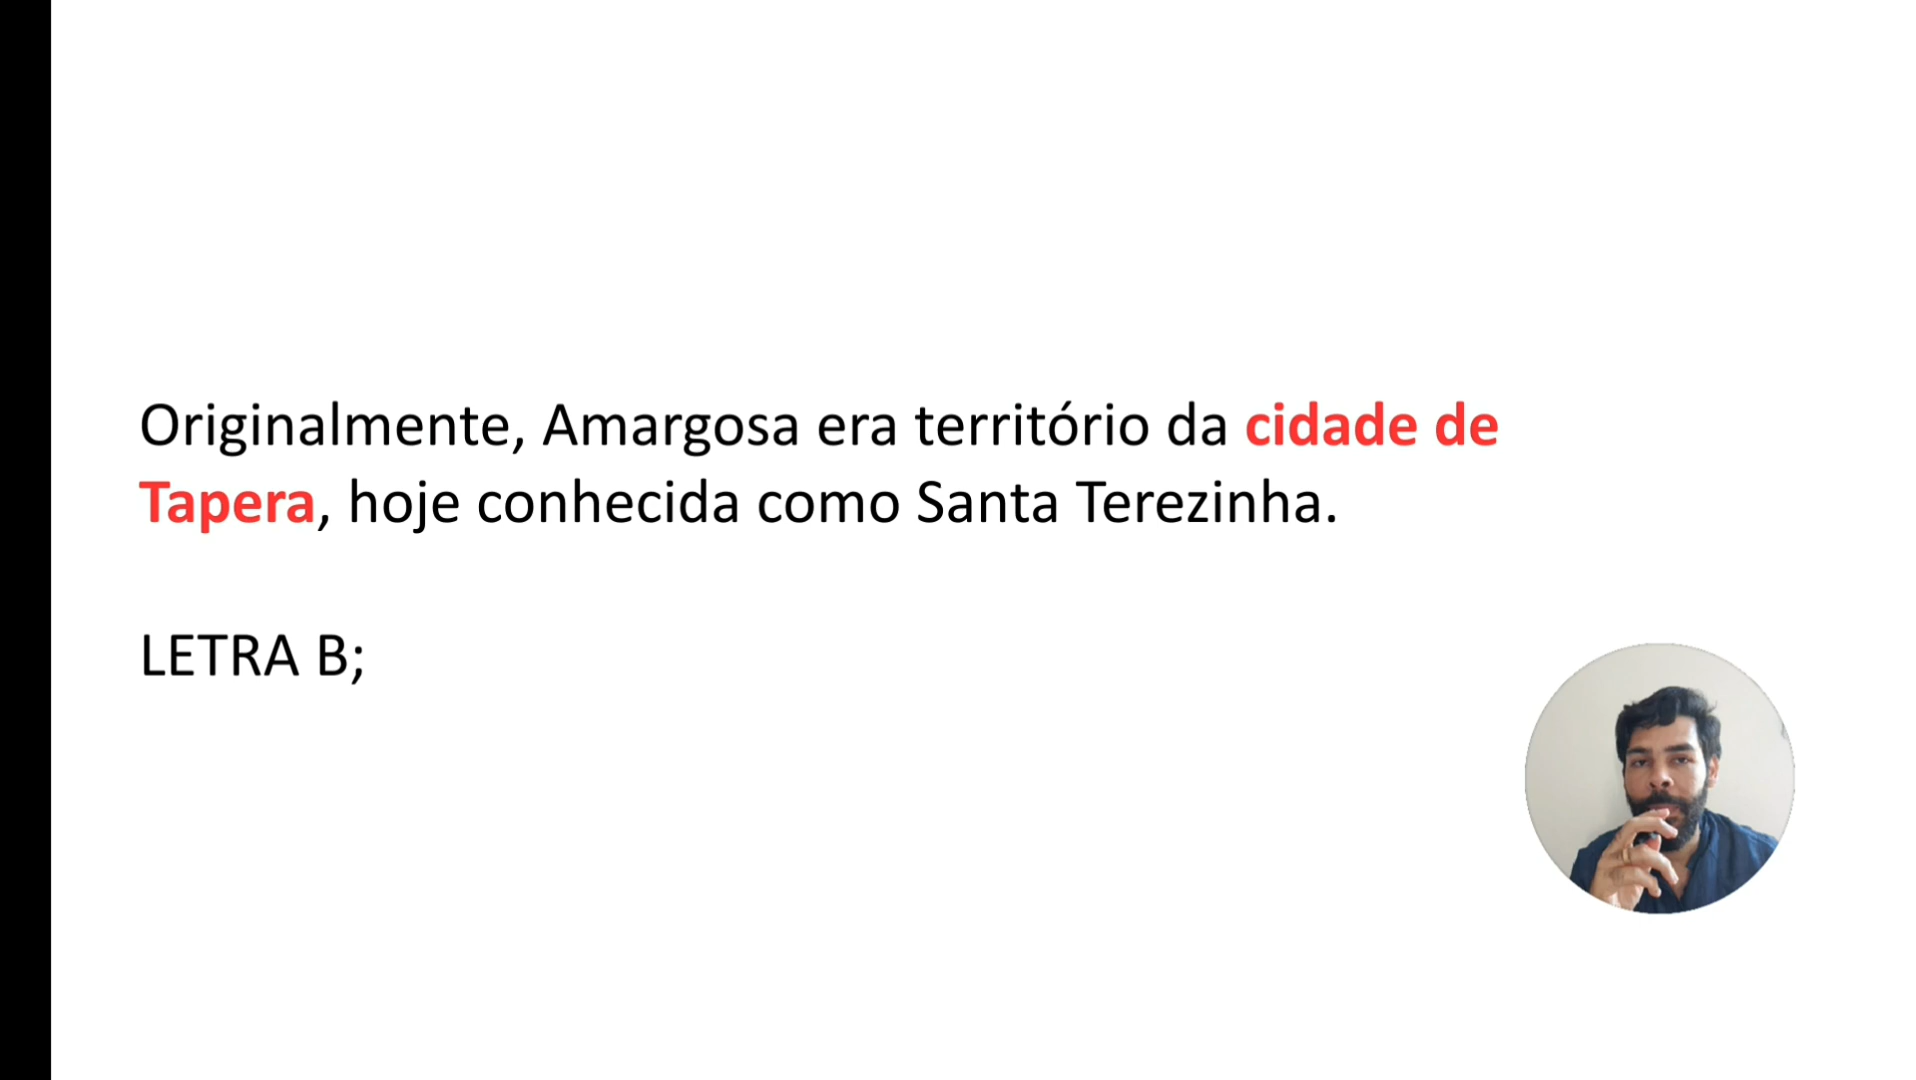 Originalmente, Amargosa era território da cidade de
Tapera, hoje conhecida como Santa Terezinha.
LETRA B;